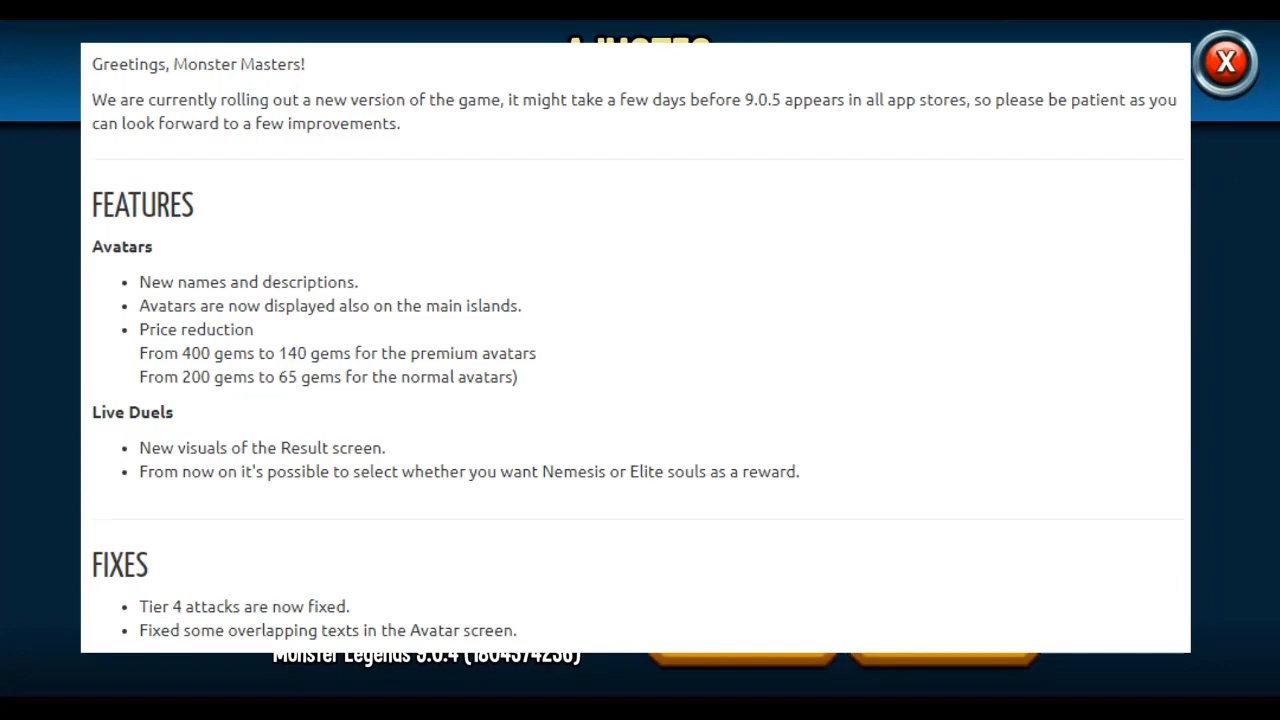 X
Greetings, Monster Masters!
We are currently rolling out a new version of the game, it might take a few days before 9.0.5 appears in all app stores, so please be patient as you
can look forward to a few improvements.
FEATURES
Avatars
• New names and descriptions.
• Avatars are now displayed also on the main islands.
• Price reduction
From 400 gems to 140 gems for the premium avatars
From 200 gems to 65 gems for the normal avatars)
Live Duels
• New visuals of the Result screen.
• From now on it's possible to select whether you want Nemesis or Elite souls as a reward.
FIXES
• Tier 4 attacks are now fixed.
• Fixed some overlapping texts in the Avatar screen.
Monster Legends 9.0.4